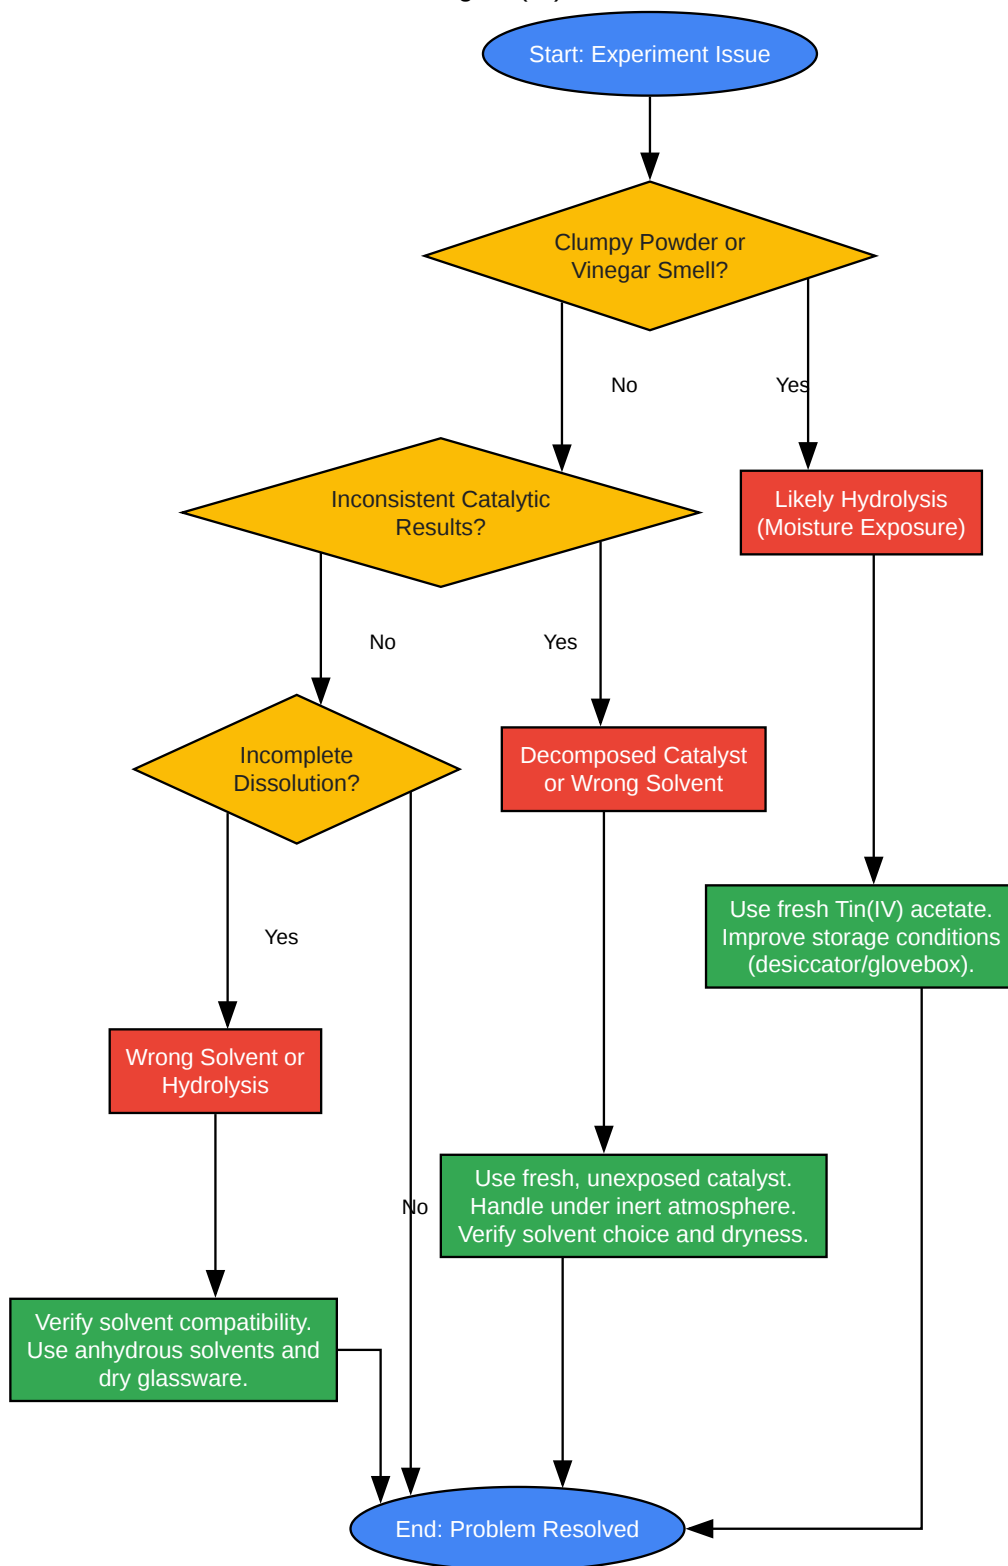 Start: Experiment Issue
Clumpy Powder or
Vinegar Smell?
No
Yes
Inconsistent Catalytic
Results?
Likely Hydrolysis
(Moisture Exposure)
No
Yes
Incomplete
Dissolution?
Decomposed Catalyst
or Wrong Solvent
Use fresh Tin(IV) acetate.
Improve storage conditions
(desiccator/glovebox).
Yes
Wrong Solvent or
Hydrolysis
No
Use fresh, unexposed catalyst.
Handle under inert atmosphere.
Verify solvent choice and dryness.
Verify solvent compatibility.
Use anhydrous solvents and
dry glassware.
End: Problem Resolved